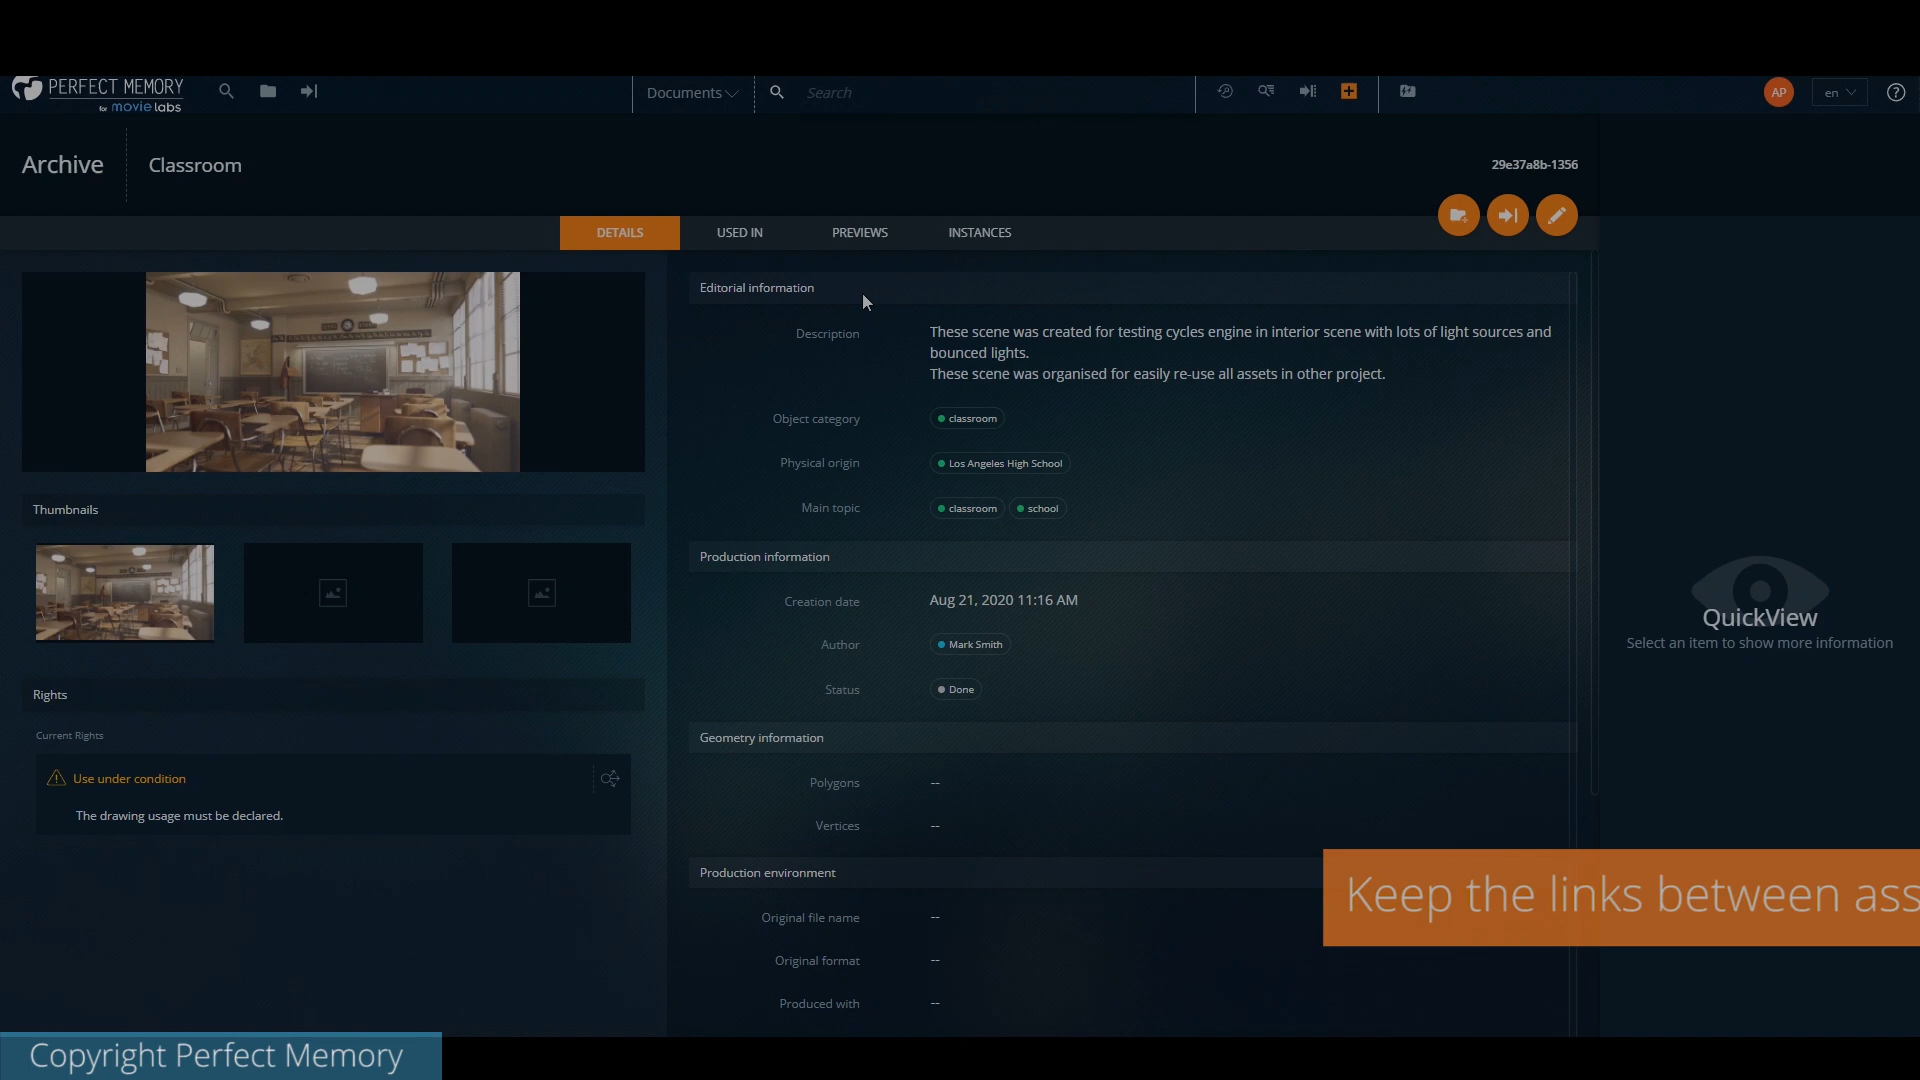 PERFECT MEMORY
for movielabs
Documents
Search
AP
en
?
Archive
Classroom
29e37a8b-1356
DETAILS
USED IN
PREVIEWS
INSTANCES
Thumbnails
Rights
Current Rights
Use under condition
The drawing usage must be declared.
Editorial information
Description
These scene was created for testing cycles engine in interior scene with lots of light sources and
bounced lights.
These scene was organised for easily re-use all assets in other project.
Object category
classroom
Physical origin
Los Angeles High School
Main topic
classroom
school
Production information
Creation date
Aug 21, 2020 11:16 AM
Author
Mark Smith
Status
Done
Geometry information
Polygons
--
Vertices
--
Production environment
Original file name
--
Original format
--
Produced with
--
QuickView
Select an item to show more information
Keep the links between ass
Copyright Perfect Memory